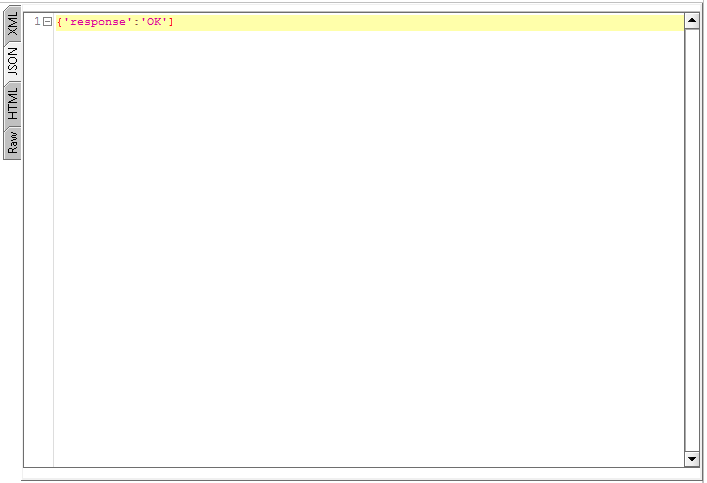 XML
JSON
HTML
Raw
1
{'response':'OK']